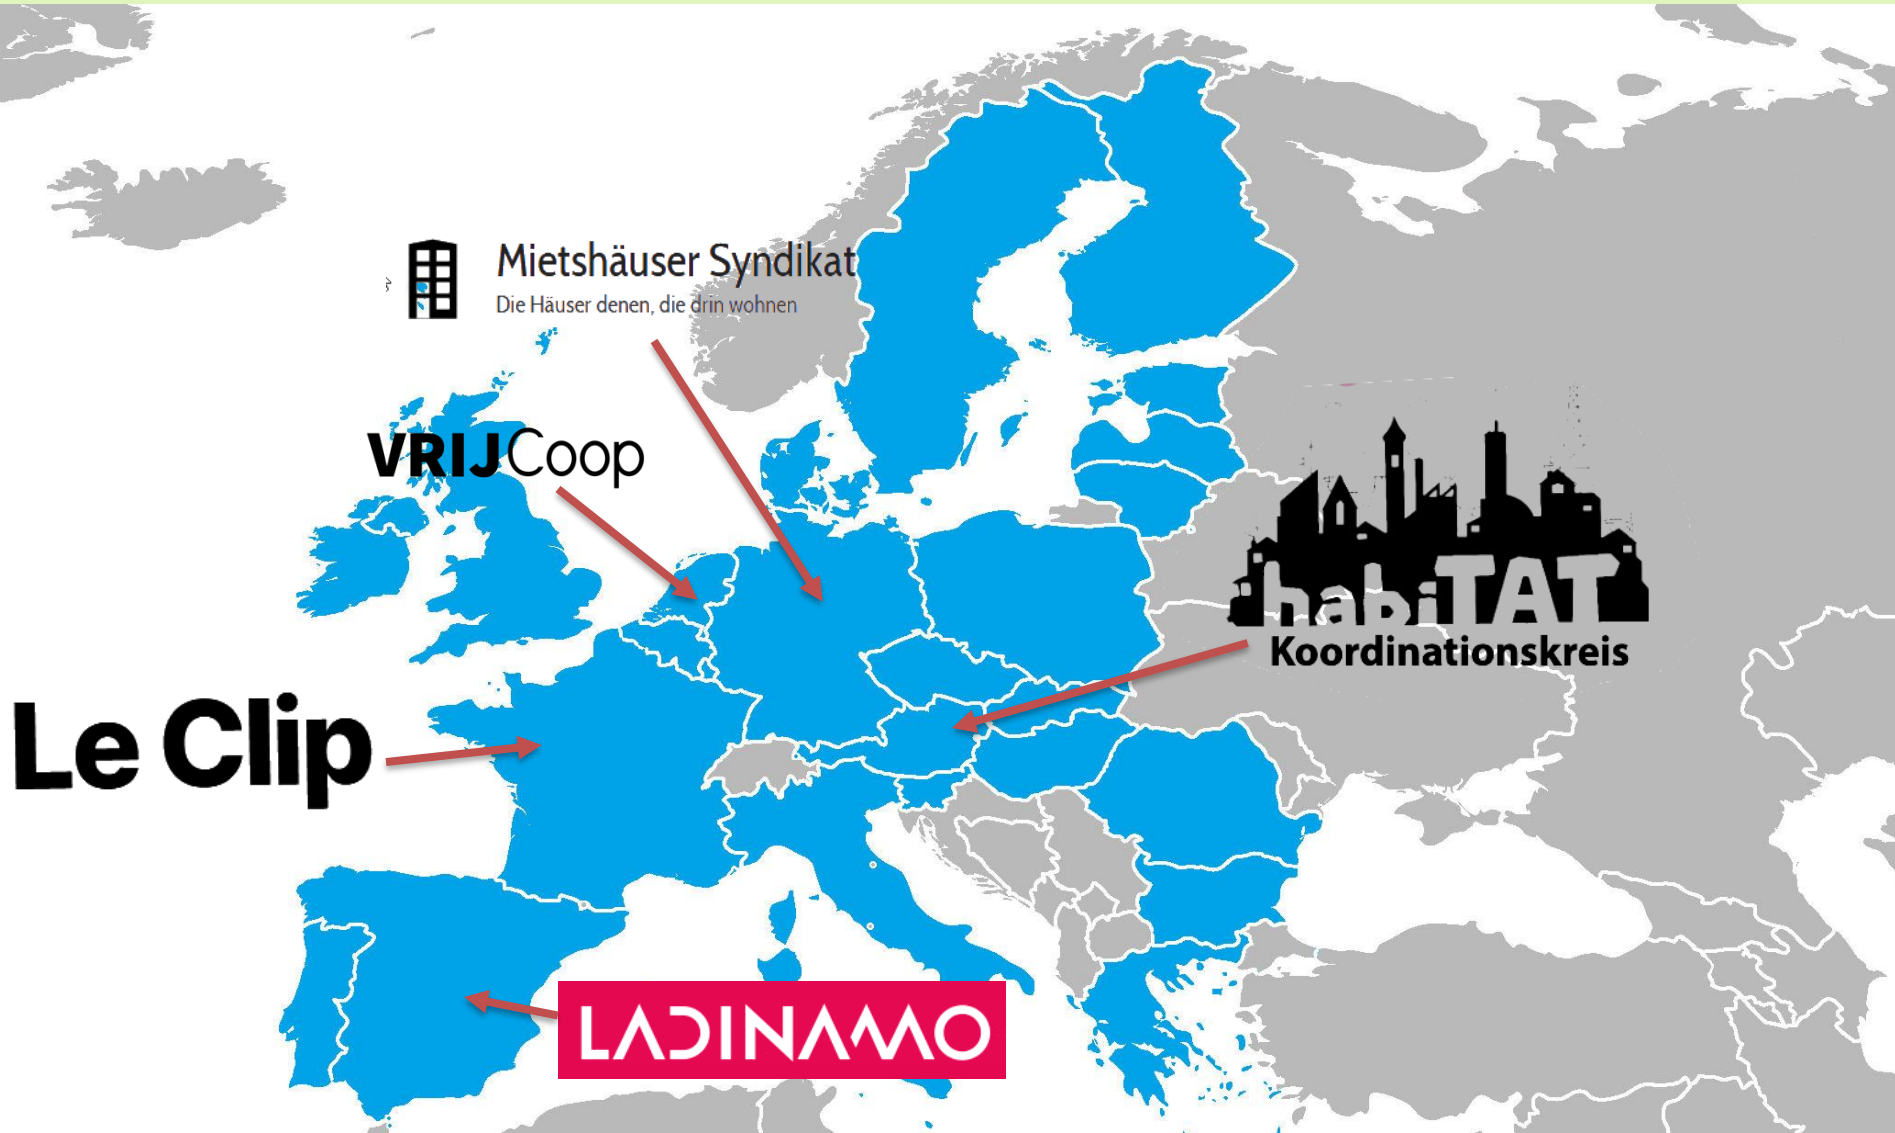 Mietshäuser Syndikat
Die Häuser denen, die drin wohnen
VRIJCoop
habiTAT
Koordinationskreis
Le Clip
LADINAMO